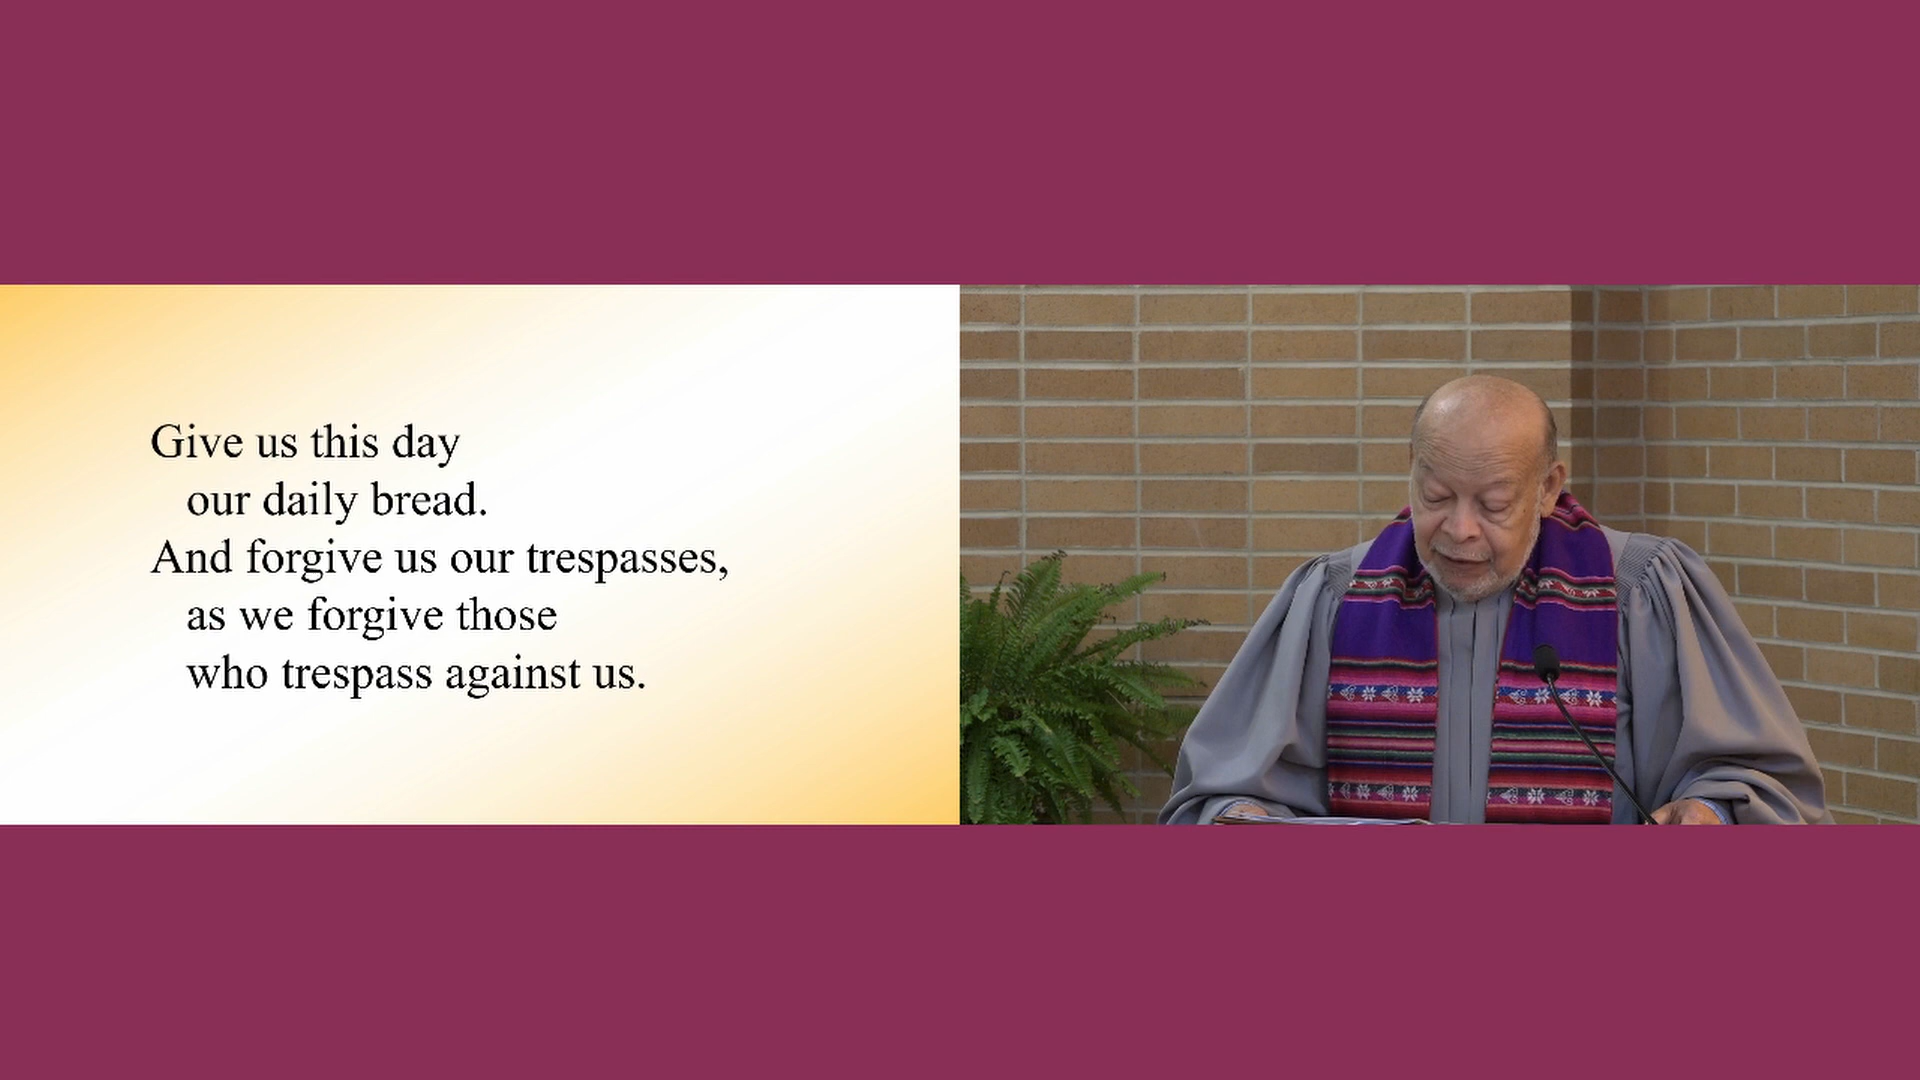 Give us this day
our daily bread.
And forgive us our trespasses,
as we forgive those
who trespass against us.